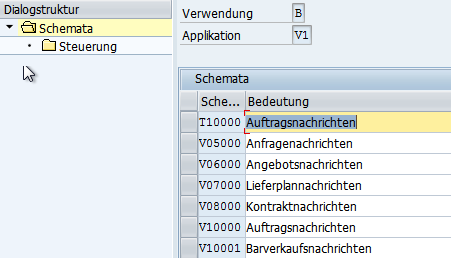 Dialogstruktur
Schemata
Steuerung
Verwendung B
Applikation V1
Schemata
Sche... Bedeutung
T10000 Auftragsnachrichten
V05000 Anfragenachrichten
V06000 Angebotsnachrichten
V07000 Lieferplannachrichten
V08000 Kontraktnachrichten
V10000 Auftragsnachrichten
V10001 Barverkaufsnachrichten